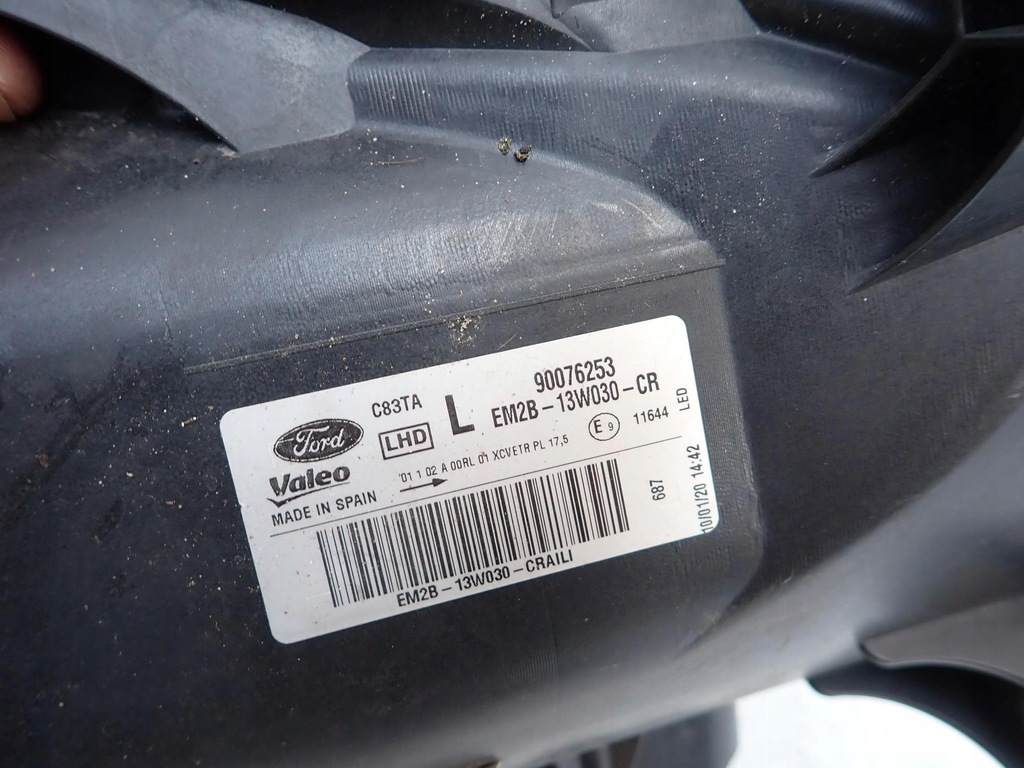 C83TA
L
90076253
Ford
LHD
EM2B-13W030-CR
LED
Valeo
'01 1 02 A 00RL 01 XCVETR PL 17,5
E9
11644
MADE IN SPAIN
687
10/01/20 14:42
EM2B-13W030-CRAILI